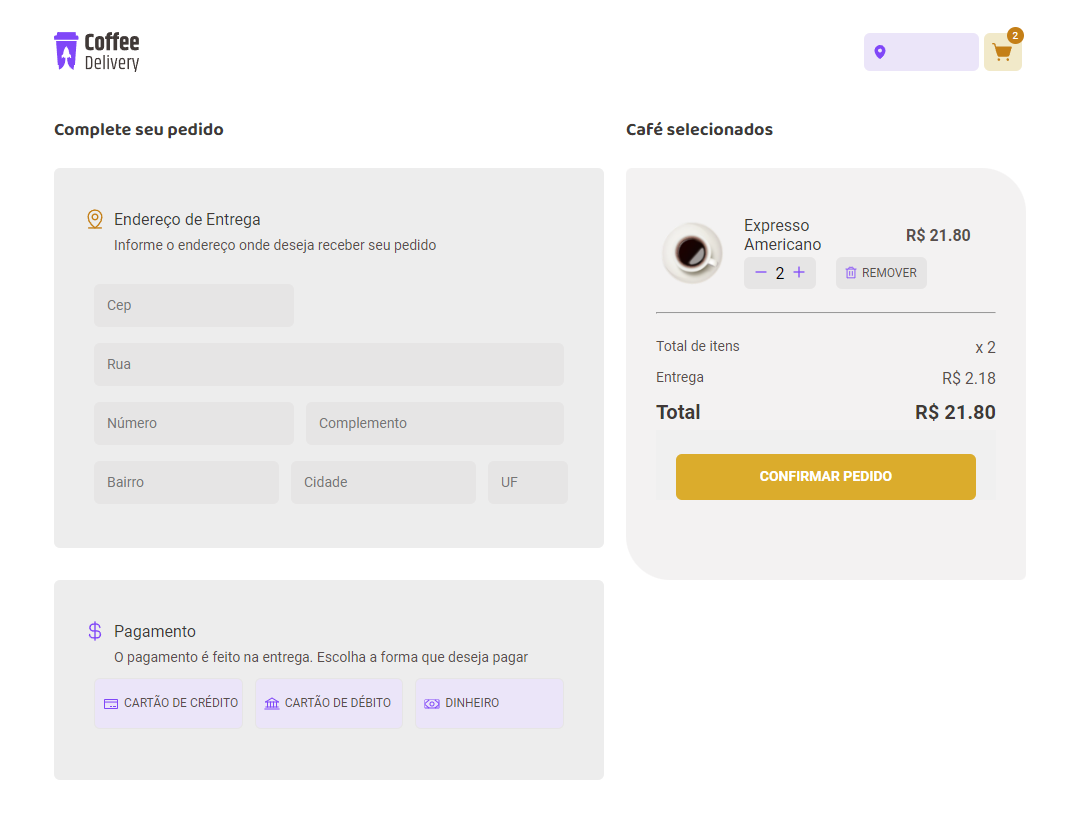 Coffee
Delivery
2
Complete seu pedido
Café selecionados
Endereço de Entrega
Informe o endereço onde deseja receber seu pedido
Cep
Rua
Número
Complemento
Bairro
Cidade
UF
Expresso
Americano
R$ 21.80
2
REMOVER
Total de itens
x 2
Entrega
R$ 2.18
Total
R$ 21.80
CONFIRMAR PEDIDO
Pagamento
O pagamento é feito na entrega. Escolha a forma que deseja pagar
CARTÃO DE CRÉDITO
CARTÃO DE DÉBITO
DINHEIRO